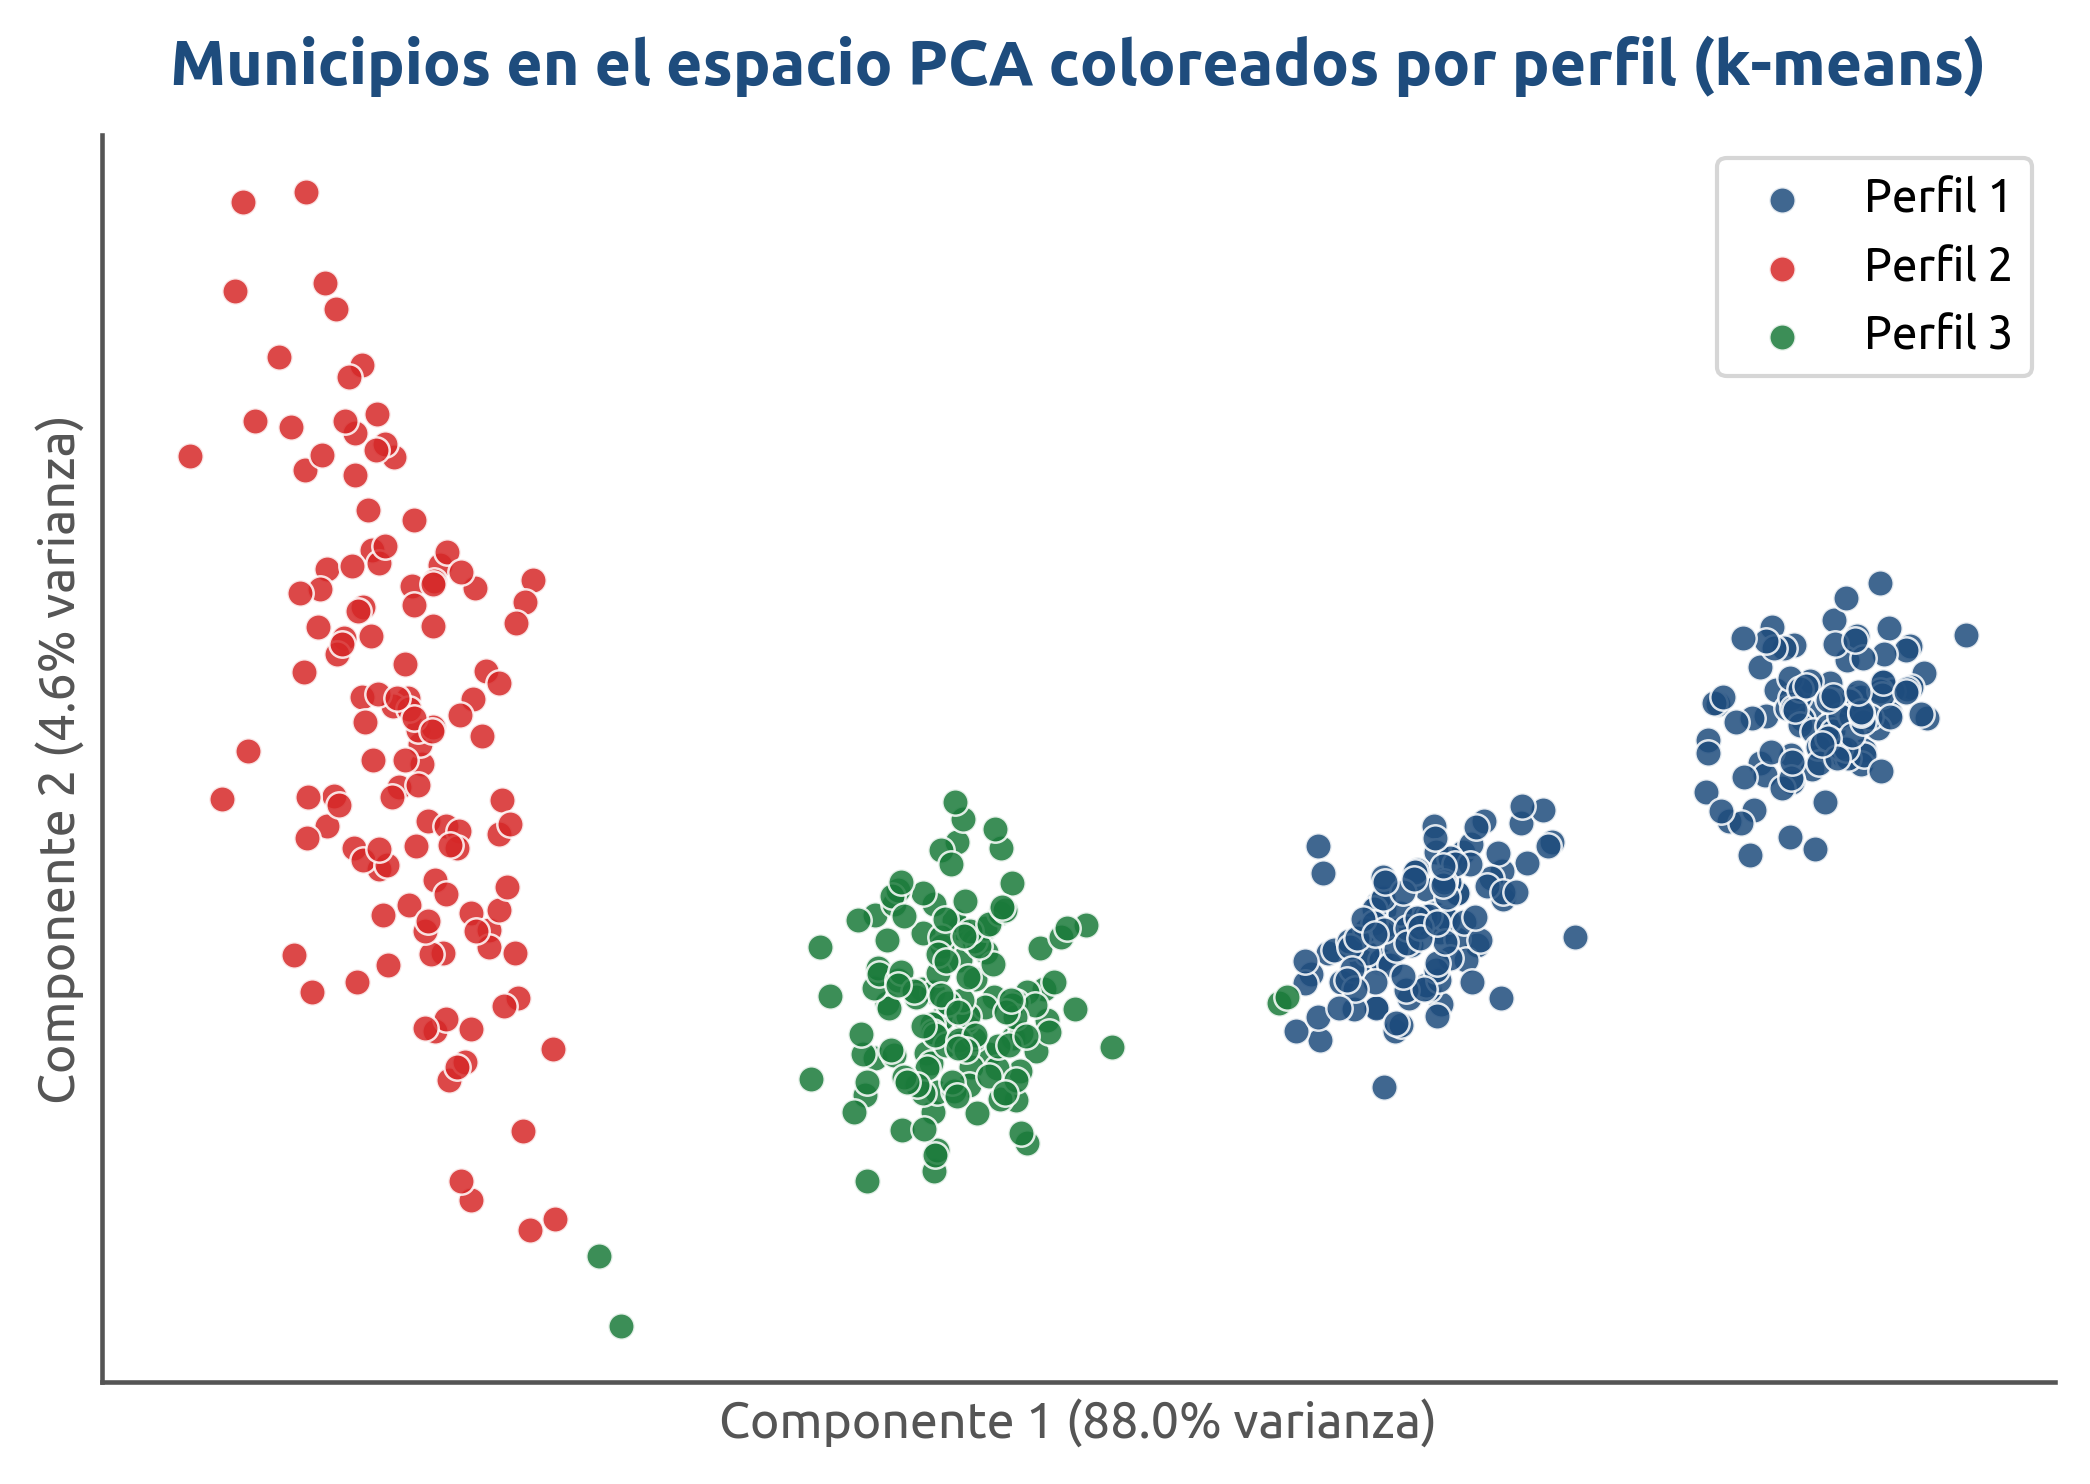 Municipios en el espacio PCA coloreados por perfil (k-means)
Perfil 1
Perfil 2
Perfil 3
Componente 2 (4.6% varianza)
Componente 1 (88.0% varianza)